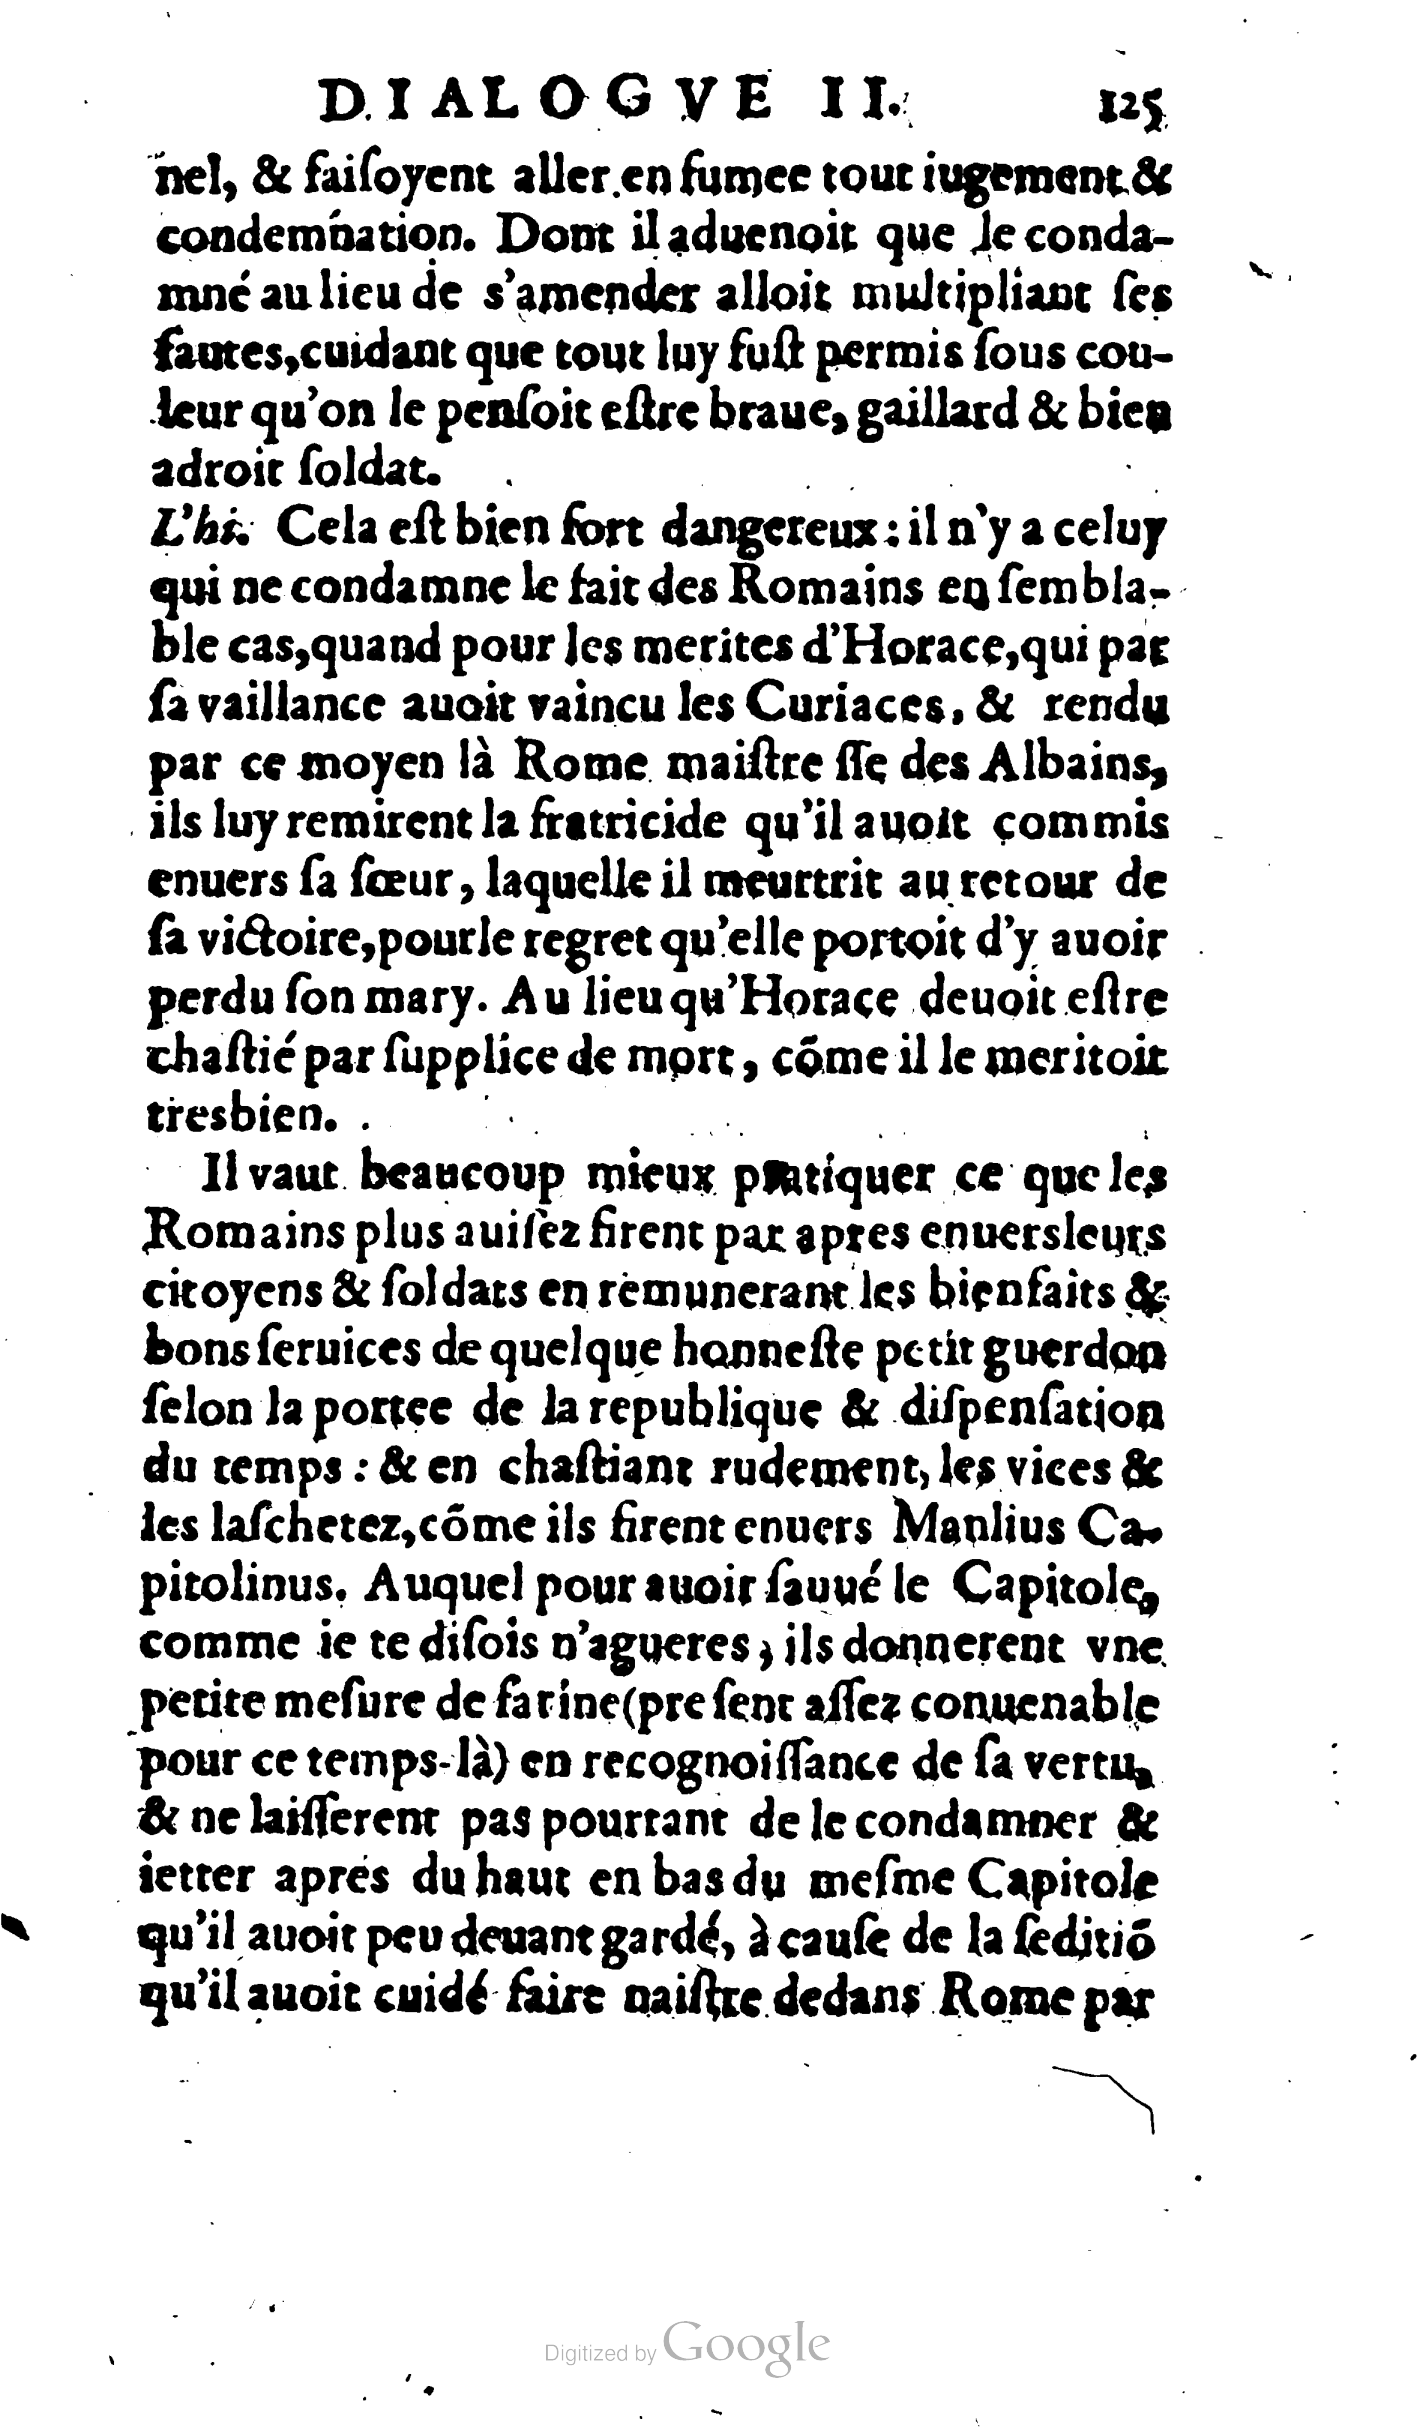 DIALOGVE II. 125
nel, & faiſoyent aller en fumee tout iugement &
condemnation. Dont il aduenoit que le conda-
mné au lieu de s'amender alloit multipliant ſes
fautes, cuidant que tout luy fuſt permis ſous cou-
leur qu'on le penſoit eſtre braue, gaillard & bien
adroit ſoldat.
L'hi. Cela eſt bien fort dangereux : il n'y a celuy
qui ne condamne le fait des Romains en ſembla-
ble cas, quand pour les merites d'Horace, qui par
ſa vaillance auoit vaincu les Curiaces, & rendu
par ce moyen là Rome maiſtre ſſe des Albains,
ils luy remirent la fratricide qu'il auoit commis
enuers ſa ſœur, laquelle il meurtrit au retour de
ſa victoire, pour le regret qu'elle portoit d'y auoir
perdu ſon mary. Au lieu qu'Horace deuoit eſtre
chaſtié par ſupplice de mort, cõme il le meritoit
tresbien.
Il vaut beaucoup mieux pratiquer ce que les
Romains plus auiſez firent par apres enuers leurs
citoyens & ſoldats en remunerant les bienfaits &
bons ſeruices de quelque honneſte petit guerdon
ſelon la portee de la republique & diſpenſation
du temps : & en chaſtiant rudement, les vices &
les laſchetez, cõme ils firent enuers Manlius Ca-
pitolinus. Auquel pour auoir ſauué le Capitole,
comme ie te diſois n'agueres, ils donnerent vne
petite meſure de farine (preſent aſſez conuenable
pour ce temps-là) en recognoiſſance de ſa vertu,
& ne laiſſerent pas pourtant de le condamner &
ietter aprés du haut en bas du meſme Capitole
qu'il auoit peu deuant gardé, à cauſe de la ſeditiõ
qu'il auoit cuidé faire naiſtre dedans Rome par
Digitized by Google